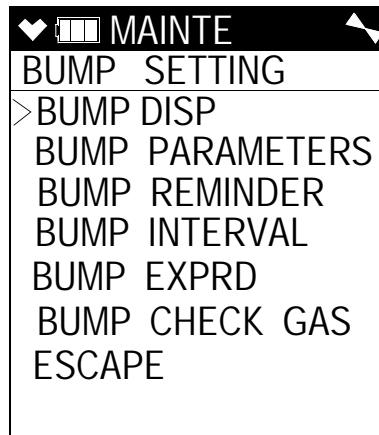 MAINTE
BUMP SETTING
>BUMP DISP
BUMP PARAMETERS
BUMP REMINDER
BUMP INTERVAL
BUMP EXPRD
BUMP CHECK GAS
ESCAPE